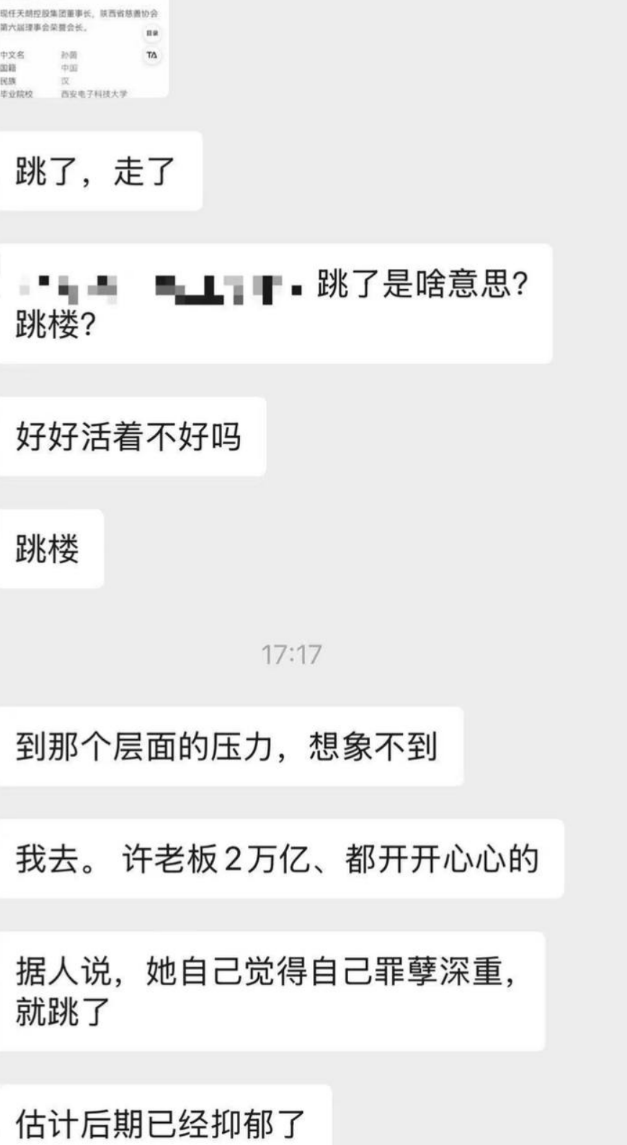 现任天朗控股集团董事长，陕西省慈善协会
第六届理事会荣誉会长。
目录
中文名 孙茵
TA
国籍 中国
民族 汉
毕业院校 西安电子科技大学
跳了，走了
跳了是啥意思？
跳楼？
好好活着不好吗
跳楼
17:17
到那个层面的压力，想象不到
我去。 许老板2万亿、都开开心心的
据人说，她自己觉得自己罪孽深重，
就跳了
估计后期已经抑郁了